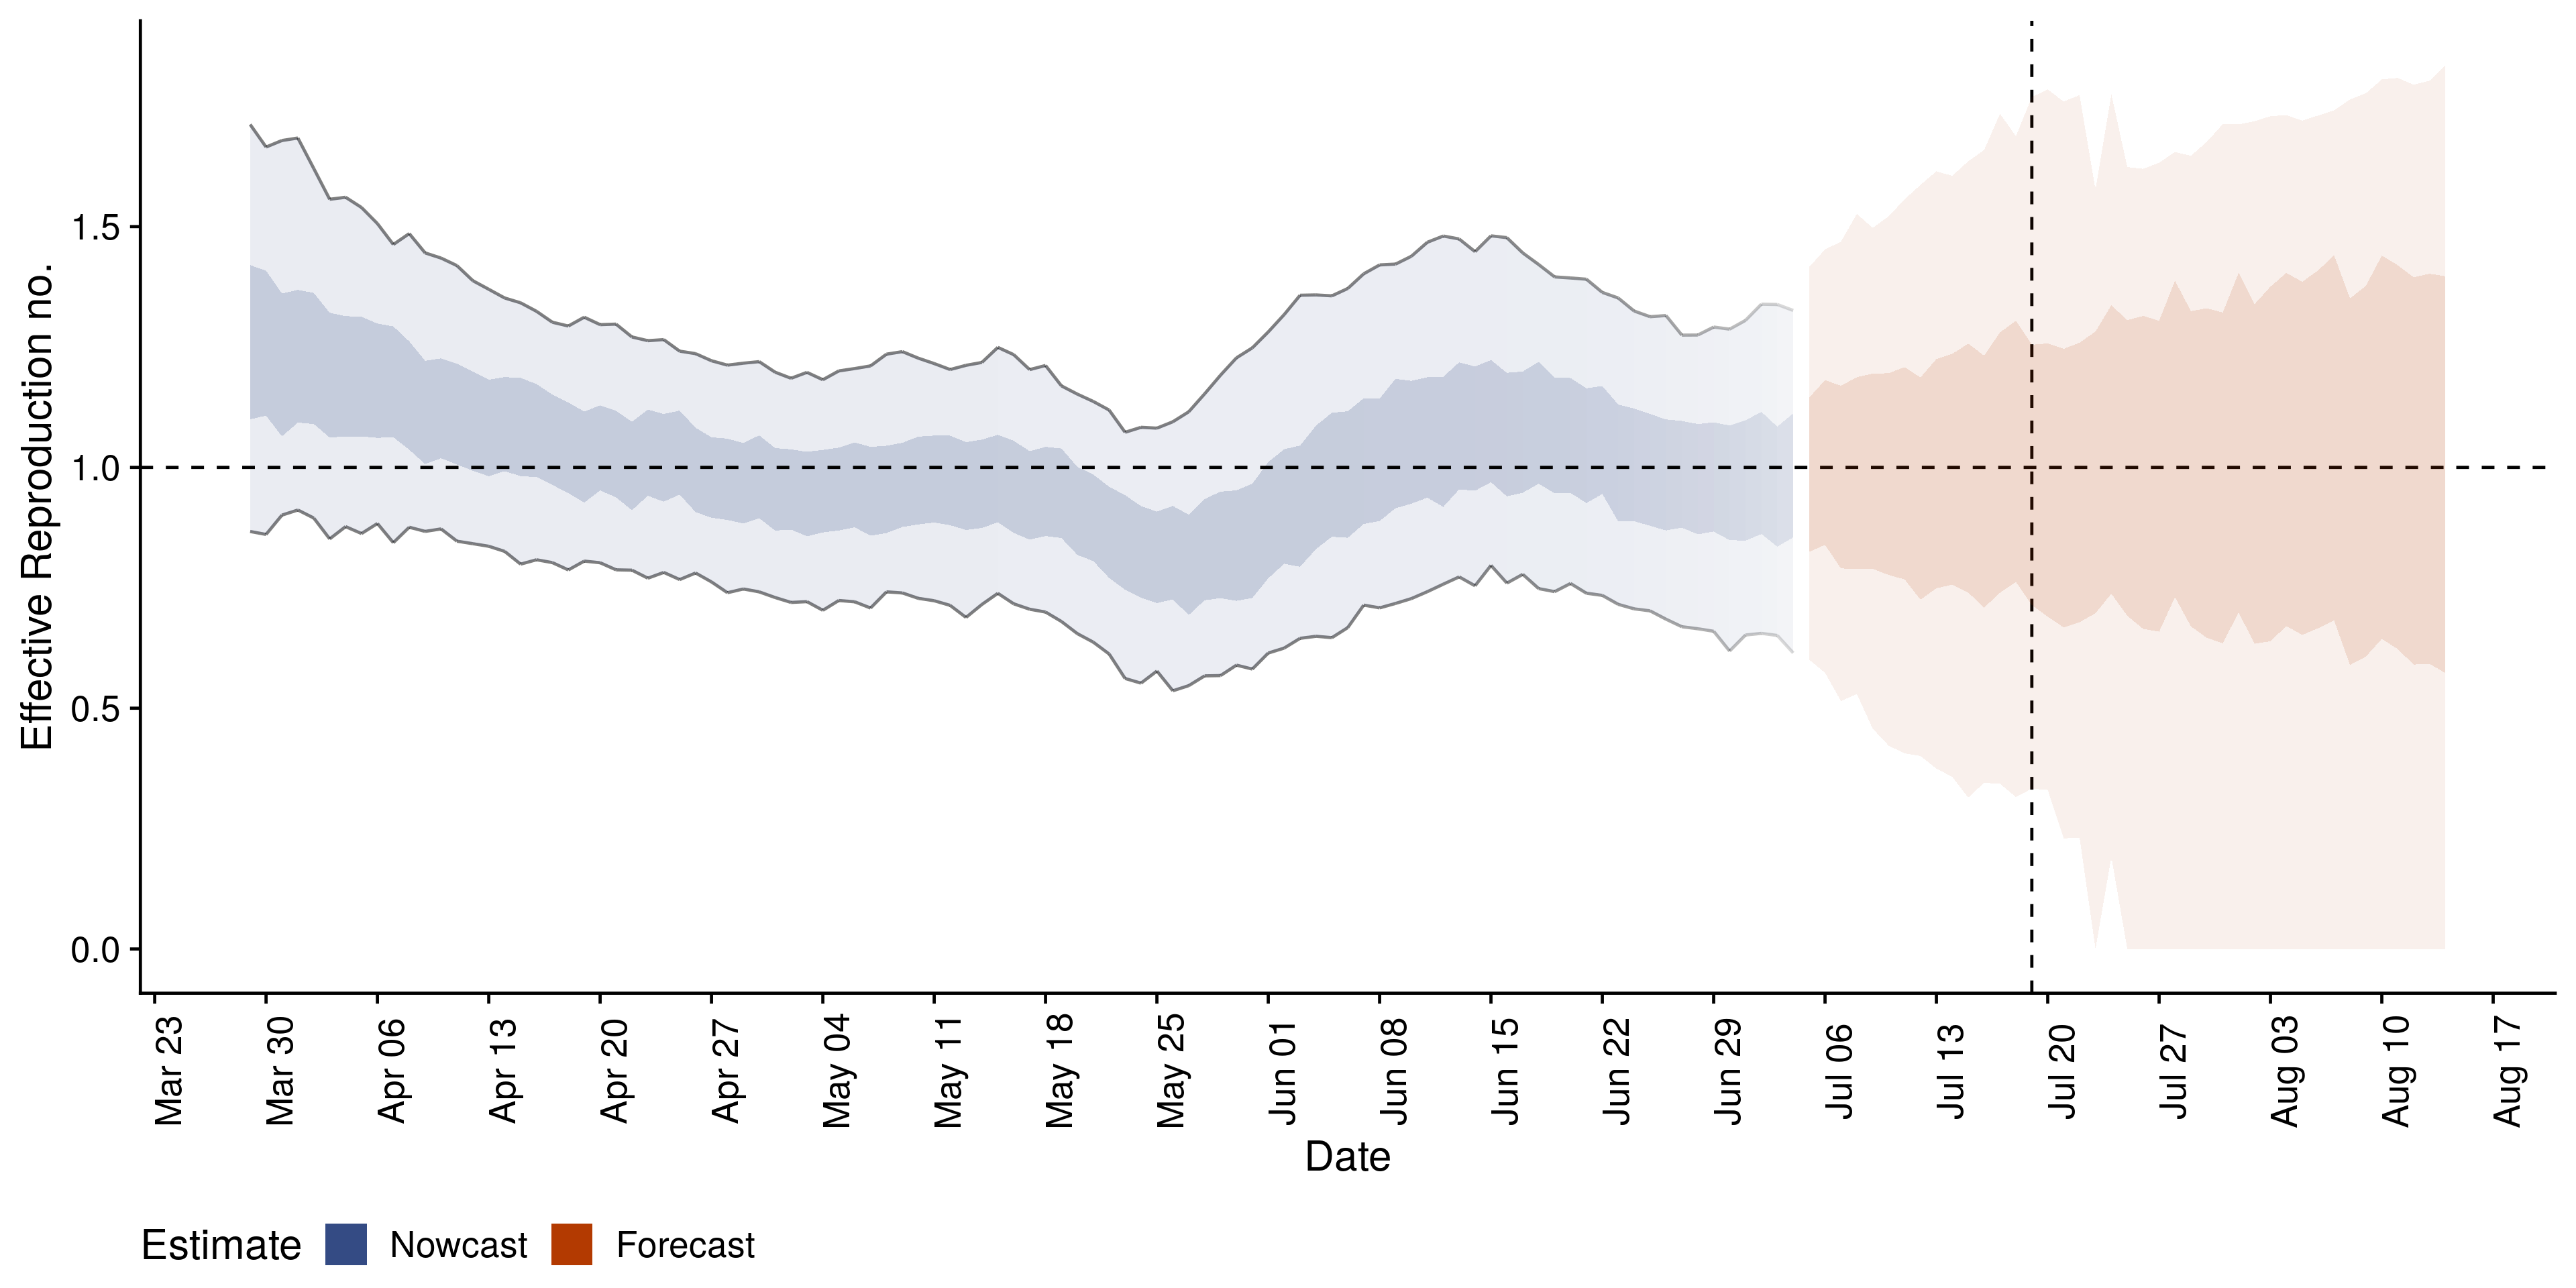 Effective Reproduction no.
1.5
1.0
0.5
0.0
Mar 23
Mar 30
Apr 06
Apr 13
Apr 20
Apr 27
May 04
May 11
May 18
May 25
Jun 01
Jun 08
Jun 15
Jun 22
Jun 29
Jul 06
Jul 13
Jul 20
Jul 27
Aug 03
Aug 10
Aug 17
Date
Estimate Nowcast Forecast